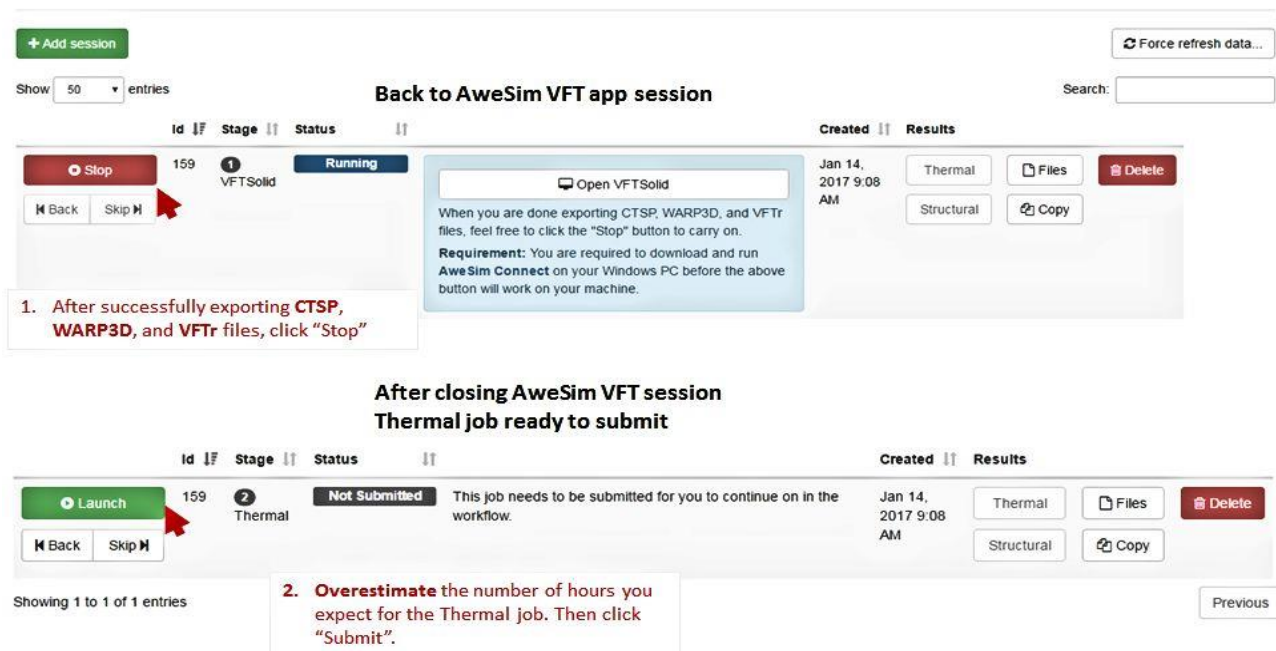 + Add session
Force refresh data...
Show 50 entries
Back to AweSim VFT app session
Search:
Id Stage Status Created Results
Stop
159
1
VFTSolid
Running
Open VFTSolid
Jan 14,
2017 9:08
AM
Thermal
Files
Delete
Back
Skip
When you are done exporting CTSP, WARP3D, and VFTr
files, feel free to click the "Stop" button to carry on.
Requirement: You are required to download and run
AweSim Connect on your Windows PC before the above
button will work on your machine.
Structural
Copy
1. After successfully exporting CTSP,
WARP3D, and VFTr files, click “Stop”
After closing AweSim VFT session
Thermal job ready to submit
Id Stage Status Created Results
Launch
159
2
Thermal
Not Submitted
This job needs to be submitted for you to continue on in the
workflow.
Jan 14,
2017 9:08
AM
Thermal
Files
Delete
Back
Skip
Structural
Copy
Showing 1 to 1 of 1 entries
2. Overestimate the number of hours you
expect for the Thermal job. Then click
“Submit”.
Previous